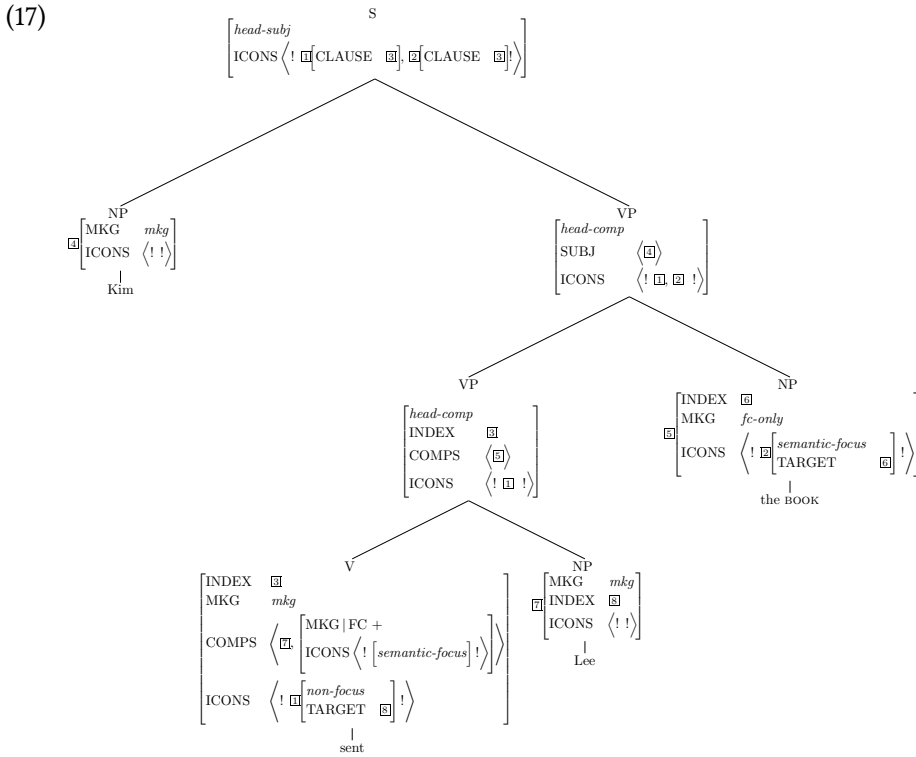 (17)
S
head-subj
ICONS ⟨! 1[CLAUSE 3], 2[CLAUSE 3]!⟩
NP
4 MKG mkg
ICONS ⟨! !⟩
Kim
VP
head-comp
SUBJ ⟨4⟩
ICONS ⟨! 1, 2 !⟩
VP
head-comp
INDEX 3
COMPS ⟨5⟩
ICONS ⟨! 1 !⟩
NP
INDEX 6
5 MKG fc-only
ICONS ⟨! 2[semantic-focus
TARGET 6] !⟩
the BOOK
V
INDEX 3
MKG mkg
COMPS ⟨7, [MKG|FC +
ICONS ⟨! [semantic-focus] !⟩]⟩
ICONS ⟨! 1[non-focus
TARGET 8] !⟩
sent
NP
MKG mkg
7 INDEX 8
ICONS ⟨! !⟩
Lee